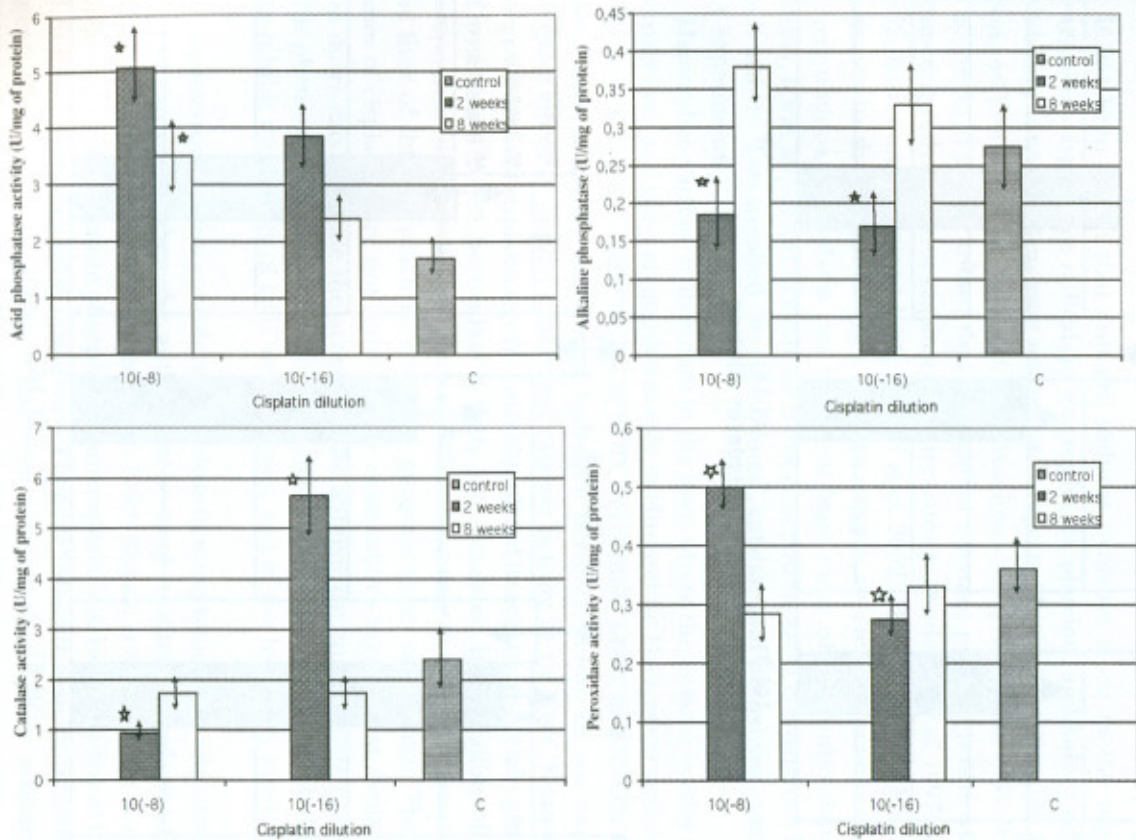 Acid phosphatase activity (U/mg of protein)
6
5
4
3
2
1
0
control
2 weeks
8 weeks
10(-8)
10(-16)
C
Cisplatin dilution
Alkaline phosphatase (U/mg of protein)
0,45
0,4
0,35
0,3
0,25
0,2
0,15
0,1
0,05
0
control
2 weeks
8 weeks
10(-8)
10(-16)
C
Cisplatin dilution
Catalase activity (U/mg of protein)
7
6
5
4
3
2
1
0
control
2 weeks
8 weeks
10(-8)
10(-16)
C
Cisplatin dilution
Peroxidase activity (U/mg of protein)
0,6
0,5
0,4
0,3
0,2
0,1
0
control
2 weeks
8 weeks
10(-8)
10(-16)
C
Cisplatin dilution